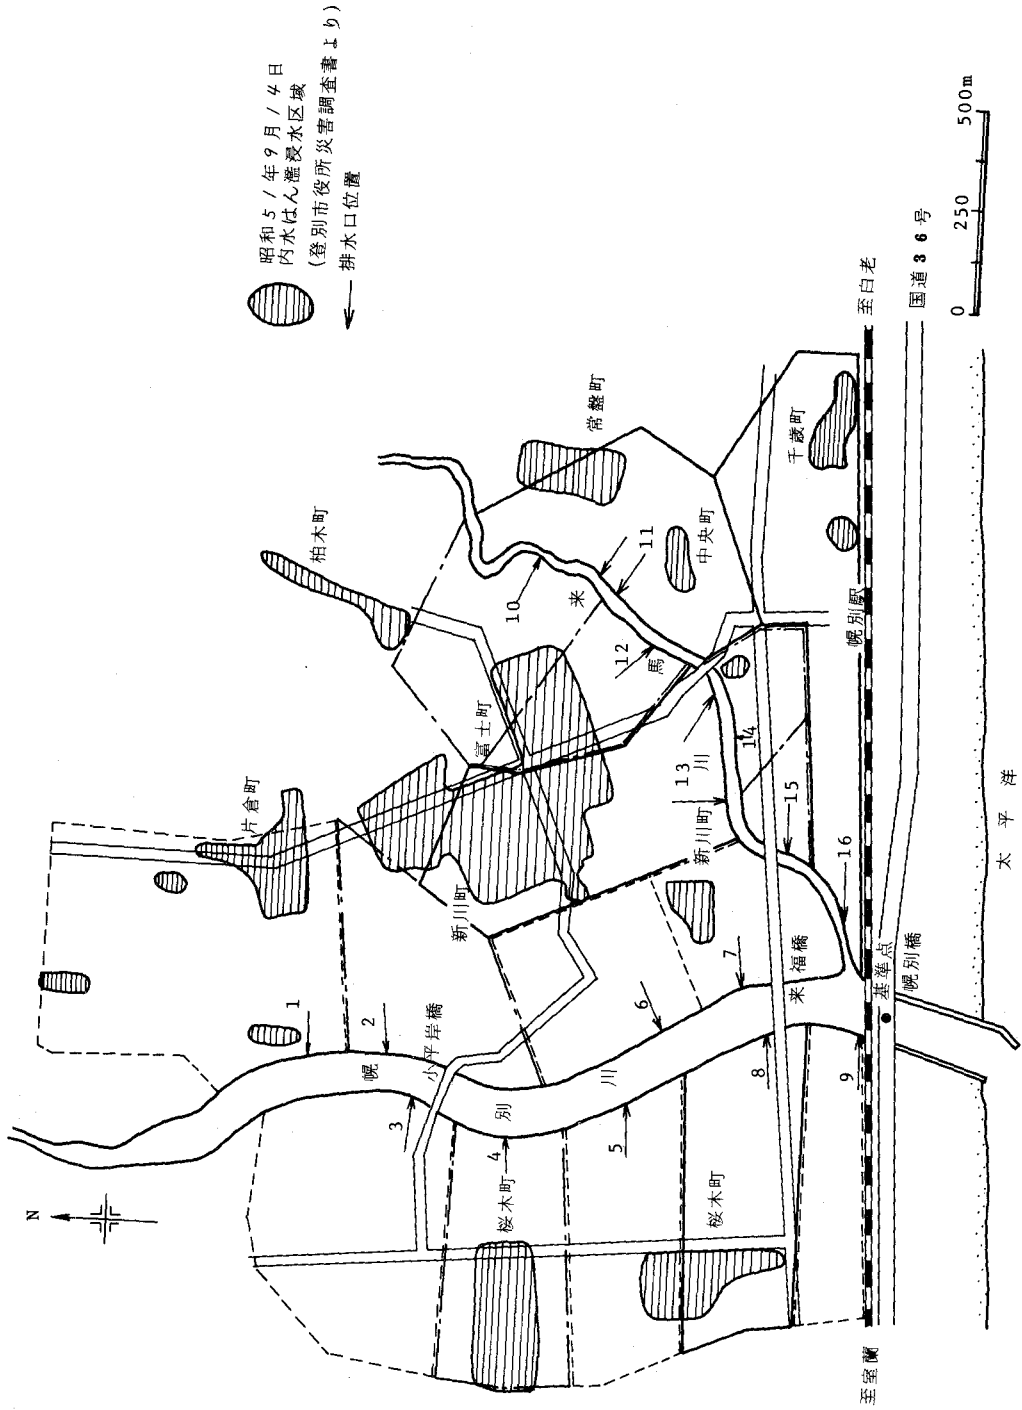 昭和51年9月14日
内水はん濫浸水区域
(登別市役所災害調査書より)
排水口位置
N
柏木町
常盤町
片倉町
富士町
中央町
千歳町
新川町
新川町
桜木町
桜木町
幌
別
川
来
馬
川
小平岸橋
来福橋
幌別駅
基準点
幌別橋
1
2
3
4
5
6
7
8
9
10
11
12
13
14
15
16
至室蘭
至白老
国道36号
太平洋
0
250
500m